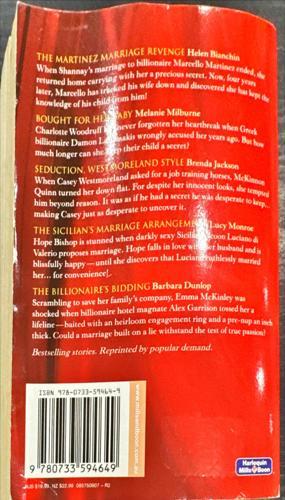 THE MARTINEZ MARRIAGE REVENGE Helen Bianchin
When Shannay's marriage to billionaire Marcello Martinez ended, she
returned home carrying with her a precious secret. Now, four years
later, Marcello has tracked his wife down and discovered she has kept the
knowledge of his child from him!
BOUGHT FOR HER BABY Melanie Milburne
Charlotte Woodruff has never forgotten her heartbreak when Greek
billionaire Damon wrongly accused her years ago. But how
much longer can she keep their child a secret?
SEDUCTION, WESTMORELAND STYLE Brenda Jackson
When Casey Westmoreland asked for a job training horses, McKinnon
Quinn turned her down flat. For despite her innocent looks, she tempted
him beyond reason. It was as if he had a secret he was desperate to keep,
making Casey just as desperate to uncover it.
THE SICILIAN'S MARRIAGE ARRANGEMENT Lucy Monroe
Hope Bishop is stunned when darkly sexy Sicilian tycoon Luciano di
Valerio proposes marriage. Hope falls in love with her husband and is
blissfully happy—until she discovers that Luciano ruthlessly married
her... for convenience!
THE BILLIONAIRE'S BIDDING Barbara Dunlop
Scrambling to save her family's company, Emma McKinley was
shocked when billionaire hotel magnate Alex Garrison tossed her a
lifeline—baited with an heirloom engagement ring and a pre-nup an inch
thick. Could a marriage built on a lie withstand the test of true passion?
Bestselling stories. Reprinted by popular demand.
ISBN 978-0733-59464-9
9 780733 594649
www.millsandboon.com.au
Harlequin
Mills & Boon